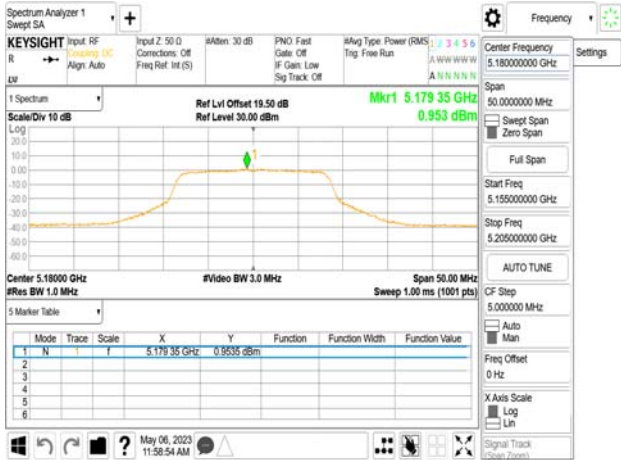 Spectrum Analyzer 1
Swept SA
+
Frequency
KEYSIGHT
R
Input: RF
Coupling: DC
Align: Auto
Input Z: 50 Ω
Corrections: Off
Freq Ref: Int (S)
#Atten: 30 dB
PNO: Fast
Gate: Off
IF Gain: Low
Sig Track: Off
#Avg Type: Power (RMS
Trig: Free Run
1 2 3 4 5 6
A W W W W W
A N N N N N
Settings
Center Frequency
5.180000000 GHz
Span
50.0000000 MHz
Swept Span
Zero Span
Full Span
Start Freq
5.155000000 GHz
Stop Freq
5.205000000 GHz
AUTO TUNE
CF Step
5.000000 MHz
Auto
Man
Freq Offset
0 Hz
X Axis Scale
Log
Lin
Signal Track
(Span Zoom)
1 Spectrum
Scale/Div 10 dB
Ref Lvl Offset 19.50 dB
Ref Level 30.00 dBm
Mkr1 5.179 35 GHz
0.953 dBm
Log
20.0
10.0
0.00
-10.0
-20.0
-30.0
-40.0
-50.0
-60.0
1
Center 5.18000 GHz
#Res BW 1.0 MHz
#Video BW 3.0 MHz
Span 50.00 MHz
Sweep 1.00 ms (1001 pts)
5 Marker Table
Mode Trace Scale X Y Function Function Width Function Value
1 N 1 f 5.179 35 GHz 0.9535 dBm
2
3
4
5
6
?
May 06, 2023
11:58:54 AM